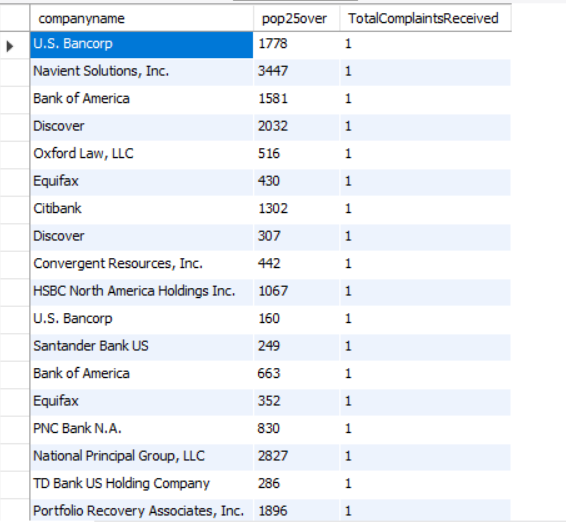 companyname pop25over TotalComplaintsReceived
U.S. Bancorp 1778 1
Navient Solutions, Inc. 3447 1
Bank of America 1581 1
Discover 2032 1
Oxford Law, LLC 516 1
Equifax 430 1
Citibank 1302 1
Discover 307 1
Convergent Resources, Inc. 442 1
HSBC North America Holdings Inc. 1067 1
U.S. Bancorp 160 1
Santander Bank US 249 1
Bank of America 663 1
Equifax 352 1
PNC Bank N.A. 830 1
National Principal Group, LLC 2827 1
TD Bank US Holding Company 286 1
Portfolio Recovery Associates, Inc. 1896 1